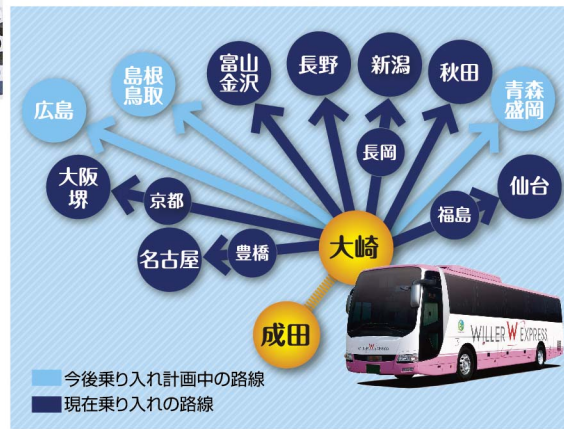 富山
金沢
長野
新潟
秋田
島根
鳥取
青森
盛岡
広島
長岡
大阪
堺
京都
仙台
福島
名古屋
豊橋
大崎
成田
WILLER W EXPRESS
今後乗り入れ計画中の路線
現在乗り入れの路線